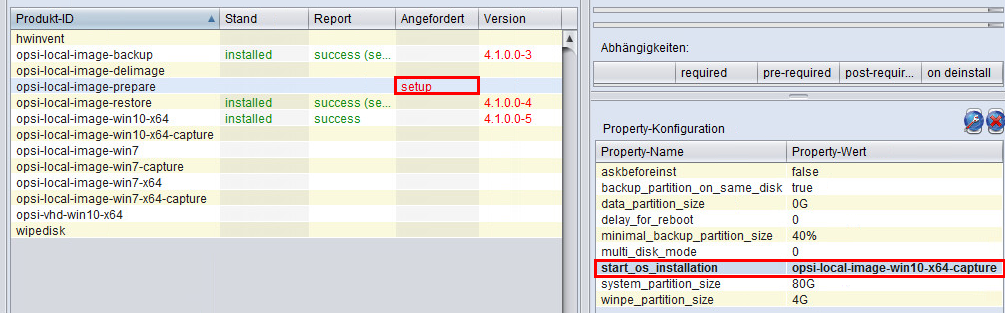 Produkt-ID Stand Report Angefordert Version
hwinvent
opsi-local-image-backup installed success (se... 4.1.0.0-3
opsi-local-image-delimage
opsi-local-image-prepare setup
opsi-local-image-restore installed success (se... 4.1.0.0-4
opsi-local-image-win10-x64 installed success 4.1.0.0-5
opsi-local-image-win10-x64-capture
opsi-local-image-win7
opsi-local-image-win7-capture
opsi-local-image-win7-x64
opsi-local-image-win7-x64-capture
opsi-vhd-win10-x64
wipedisk
Abhängigkeiten:
required pre-required post-requir... on deinstall
Property-Konfiguration
Property-Name Property-Wert
askbeforeinst false
backup_partition_on_same_disk true
data_partition_size 0G
delay_for_reboot 0
minimal_backup_partition_size 40%
multi_disk_mode 0
start_os_installation opsi-local-image-win10-x64-capture
system_partition_size 80G
winpe_partition_size 4G